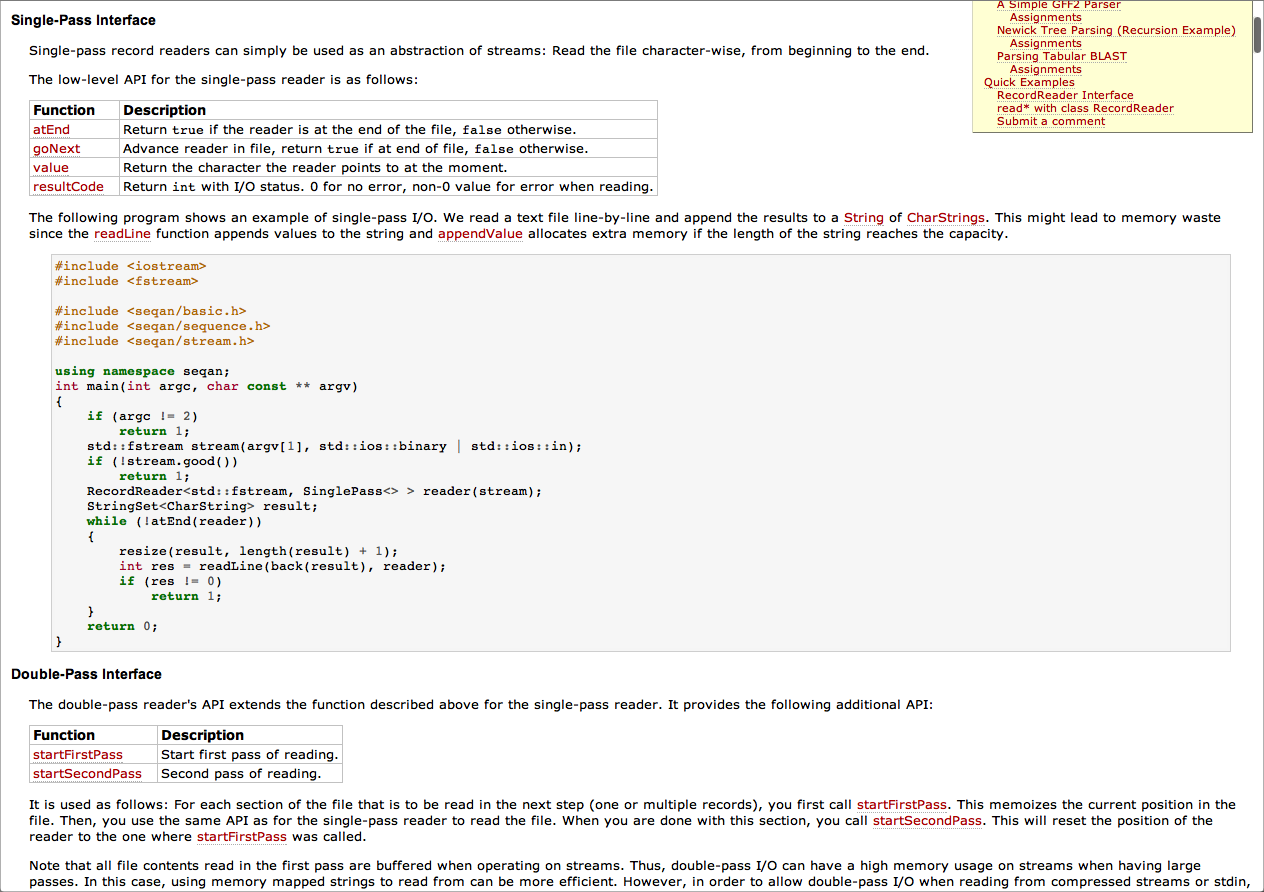 Single-Pass Interface
Single-pass record readers can simply be used as an abstraction of streams: Read the file character-wise, from beginning to the end.
The low-level API for the single-pass reader is as follows:
Function Description
atEnd Return true if the reader is at the end of the file, false otherwise.
goNext Advance reader in file, return true if at end of file, false otherwise.
value Return the character the reader points to at the moment.
resultCode Return int with I/O status. 0 for no error, non-0 value for error when reading.
A Simple GFF2 Parser
Assignments
Newick Tree Parsing (Recursion Example)
Assignments
Parsing Tabular BLAST
Assignments
Quick Examples
RecordReader Interface
read* with class RecordReader
Submit a comment
The following program shows an example of single-pass I/O. We read a text file line-by-line and append the results to a String of CharStrings. This might lead to memory waste
since the readLine function appends values to the string and appendValue allocates extra memory if the length of the string reaches the capacity.
#include <iostream>
#include <fstream>
#include <seqan/basic.h>
#include <seqan/sequence.h>
#include <seqan/stream.h>
using namespace seqan;
int main(int argc, char const ** argv)
{
    if (argc != 2)
        return 1;
    std::fstream stream(argv[1], std::ios::binary | std::ios::in);
    if (!stream.good())
        return 1;
    RecordReader<std::fstream, SinglePass<> > reader(stream);
    StringSet<CharString> result;
    while (!atEnd(reader))
    {
        resize(result, length(result) + 1);
        int res = readLine(back(result), reader);
        if (res != 0)
            return 1;
    }
    return 0;
}
Double-Pass Interface
The double-pass reader's API extends the function described above for the single-pass reader. It provides the following additional API:
Function Description
startFirstPass Start first pass of reading.
startSecondPass Second pass of reading.
It is used as follows: For each section of the file that is to be read in the next step (one or multiple records), you first call startFirstPass. This memoizes the current position in the
file. Then, you use the same API as for the single-pass reader to read the file. When you are done with this section, you call startSecondPass. This will reset the position of the
reader to the one where startFirstPass was called.
Note that all file contents read in the first pass are buffered when operating on streams. Thus, double-pass I/O can have a high memory usage on streams when having large
passes. In this case, using memory mapped strings to read from can be more efficient. However, in order to allow double-pass I/O when reading from compressed streams or stdin,